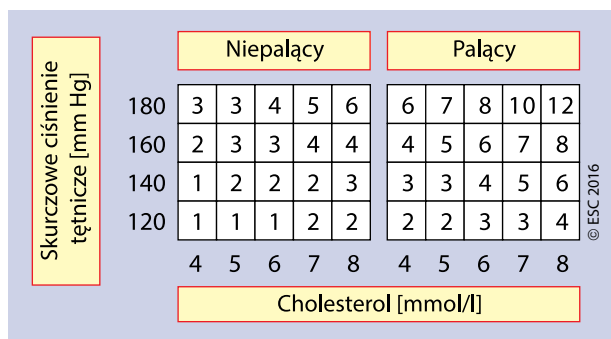 Niepalący Palący
Skurczowe ciśnienie
tętnicze [mm Hg]
180 3 3 4 5 6 6 7 8 10 12
160 2 3 3 4 4 4 5 6 7 8
140 1 2 2 2 3 3 3 4 5 6
120 1 1 1 2 2 2 2 3 3 4
4 5 6 7 8 4 5 6 7 8
Cholesterol [mmol/l]
© ESC 2016